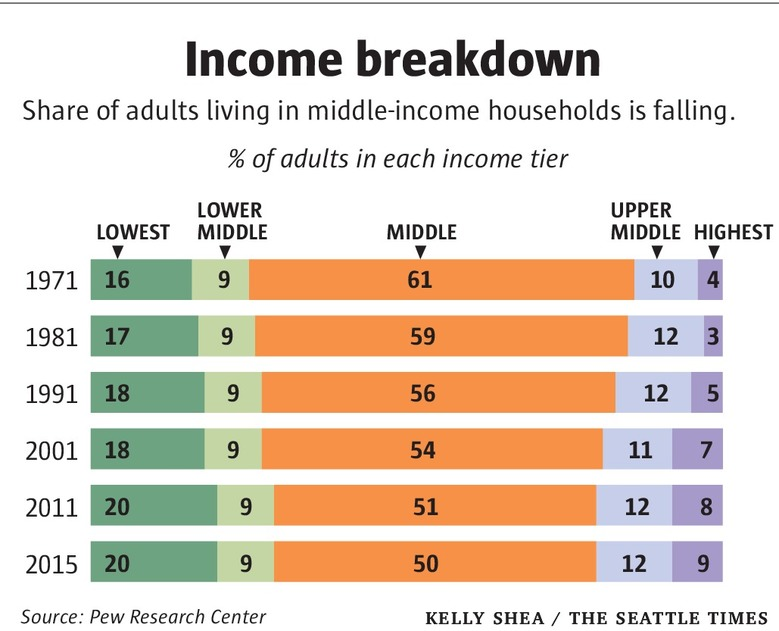 Income breakdown
Share of adults living in middle-income households is falling.
% of adults in each income tier
LOWEST
LOWER
MIDDLE
MIDDLE
UPPER
MIDDLE
HIGHEST
1971 16 9 61 10 4
1981 17 9 59 12 3
1991 18 9 56 12 5
2001 18 9 54 11 7
2011 20 9 51 12 8
2015 20 9 50 12 9
Source: Pew Research Center
KELLY SHEA / THE SEATTLE TIMES